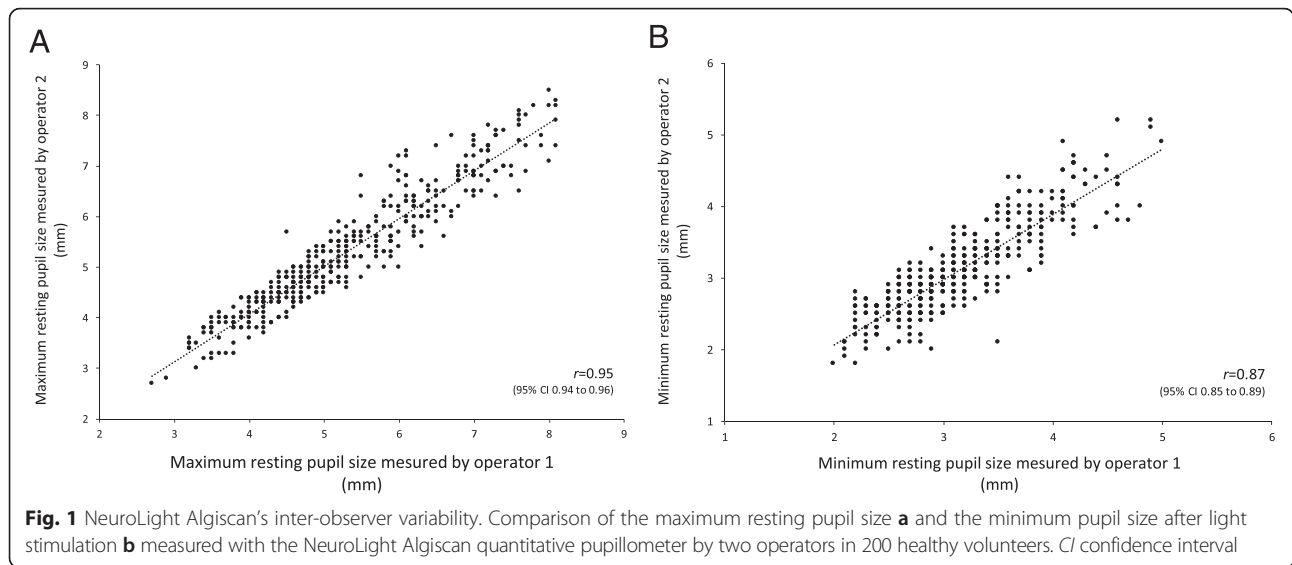 A
B
9
8
7
6
5
4
3
2
Maximum resting pupil size mesured by operator 2
(mm)
r=0.95
(95% CI 0.94 to 0.96)
2 3 4 5 6 7 8 9
Maximum resting pupil size mesured by operator 1
(mm)
6
5
4
3
2
1
Minimum resting pupil size mesured by operator 2
(mm)
r=0.87
(95% CI 0.85 to 0.89)
1 2 3 4 5 6
Minimum resting pupil size mesured by operator 1
(mm)
Fig. 1 NeuroLight Algiscan’s inter-observer variability. Comparison of the maximum resting pupil size a and the minimum pupil size after light
stimulation b measured with the NeuroLight Algiscan quantitative pupillometer by two operators in 200 healthy volunteers. CI confidence interval